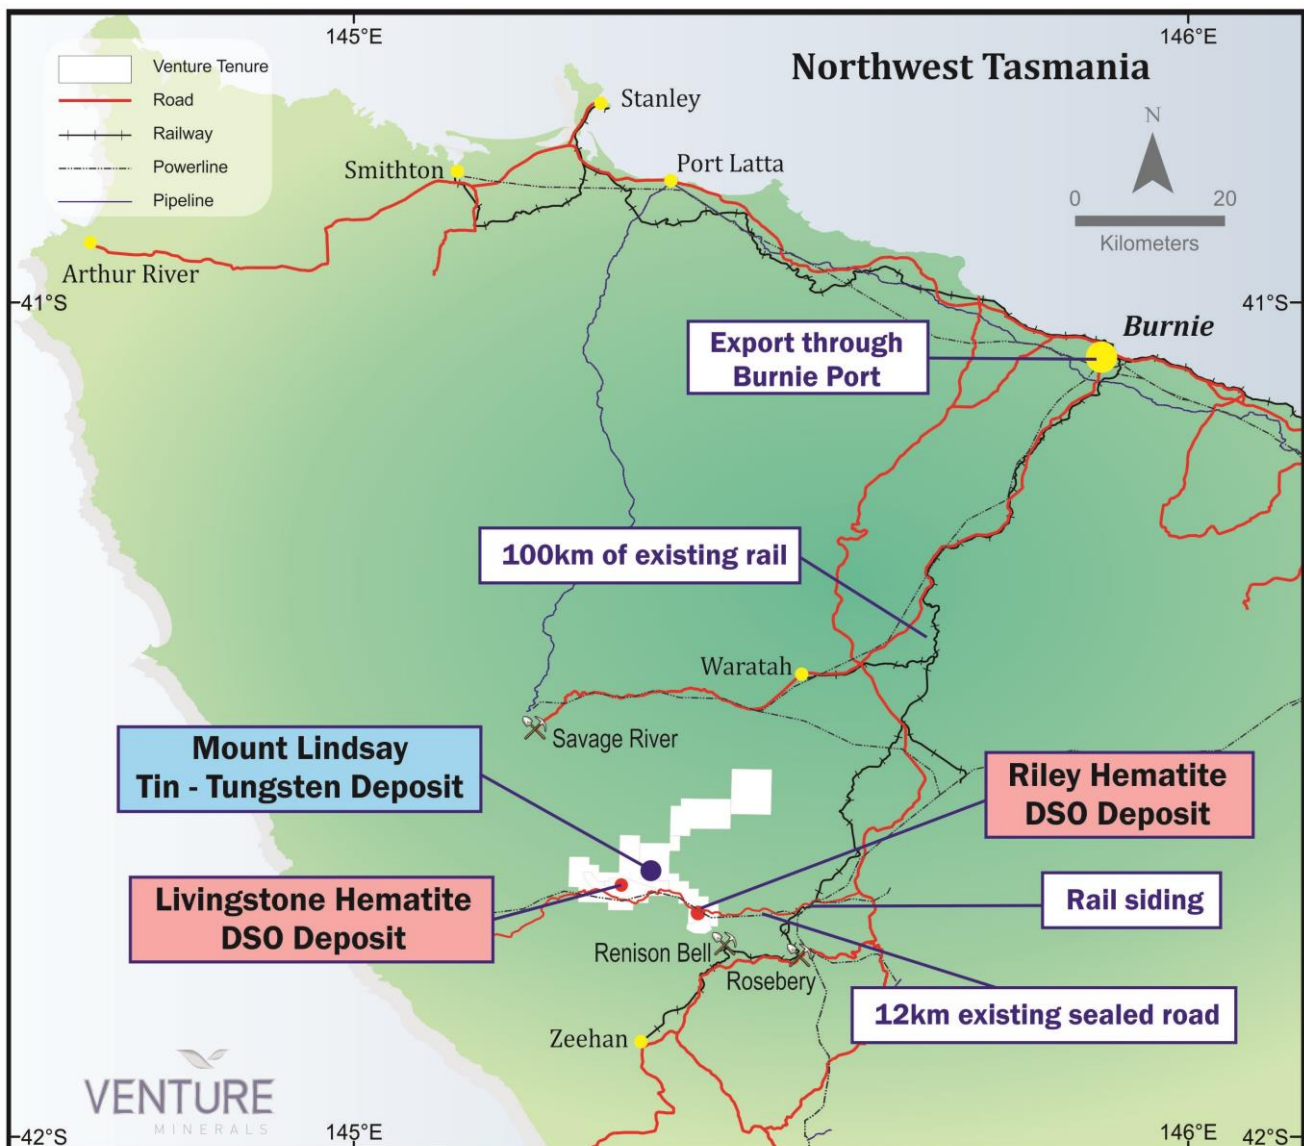 145°E
146°E
Northwest Tasmania
Venture Tenure
Road
Railway
Powerline
Pipeline
N
0 20
Kilometers
Stanley
Smithton
Port Latta
Arthur River
41°S
41°S
Burnie
Export through
Burnie Port
100km of existing rail
Waratah
Savage River
Mount Lindsay
Tin - Tungsten Deposit
Riley Hematite
DSO Deposit
Livingstone Hematite
DSO Deposit
Rail siding
Renison Bell
Rosebery
12km existing sealed road
Zeehan
VENTURE
MINERALS
42°S
145°E
146°E
42°S